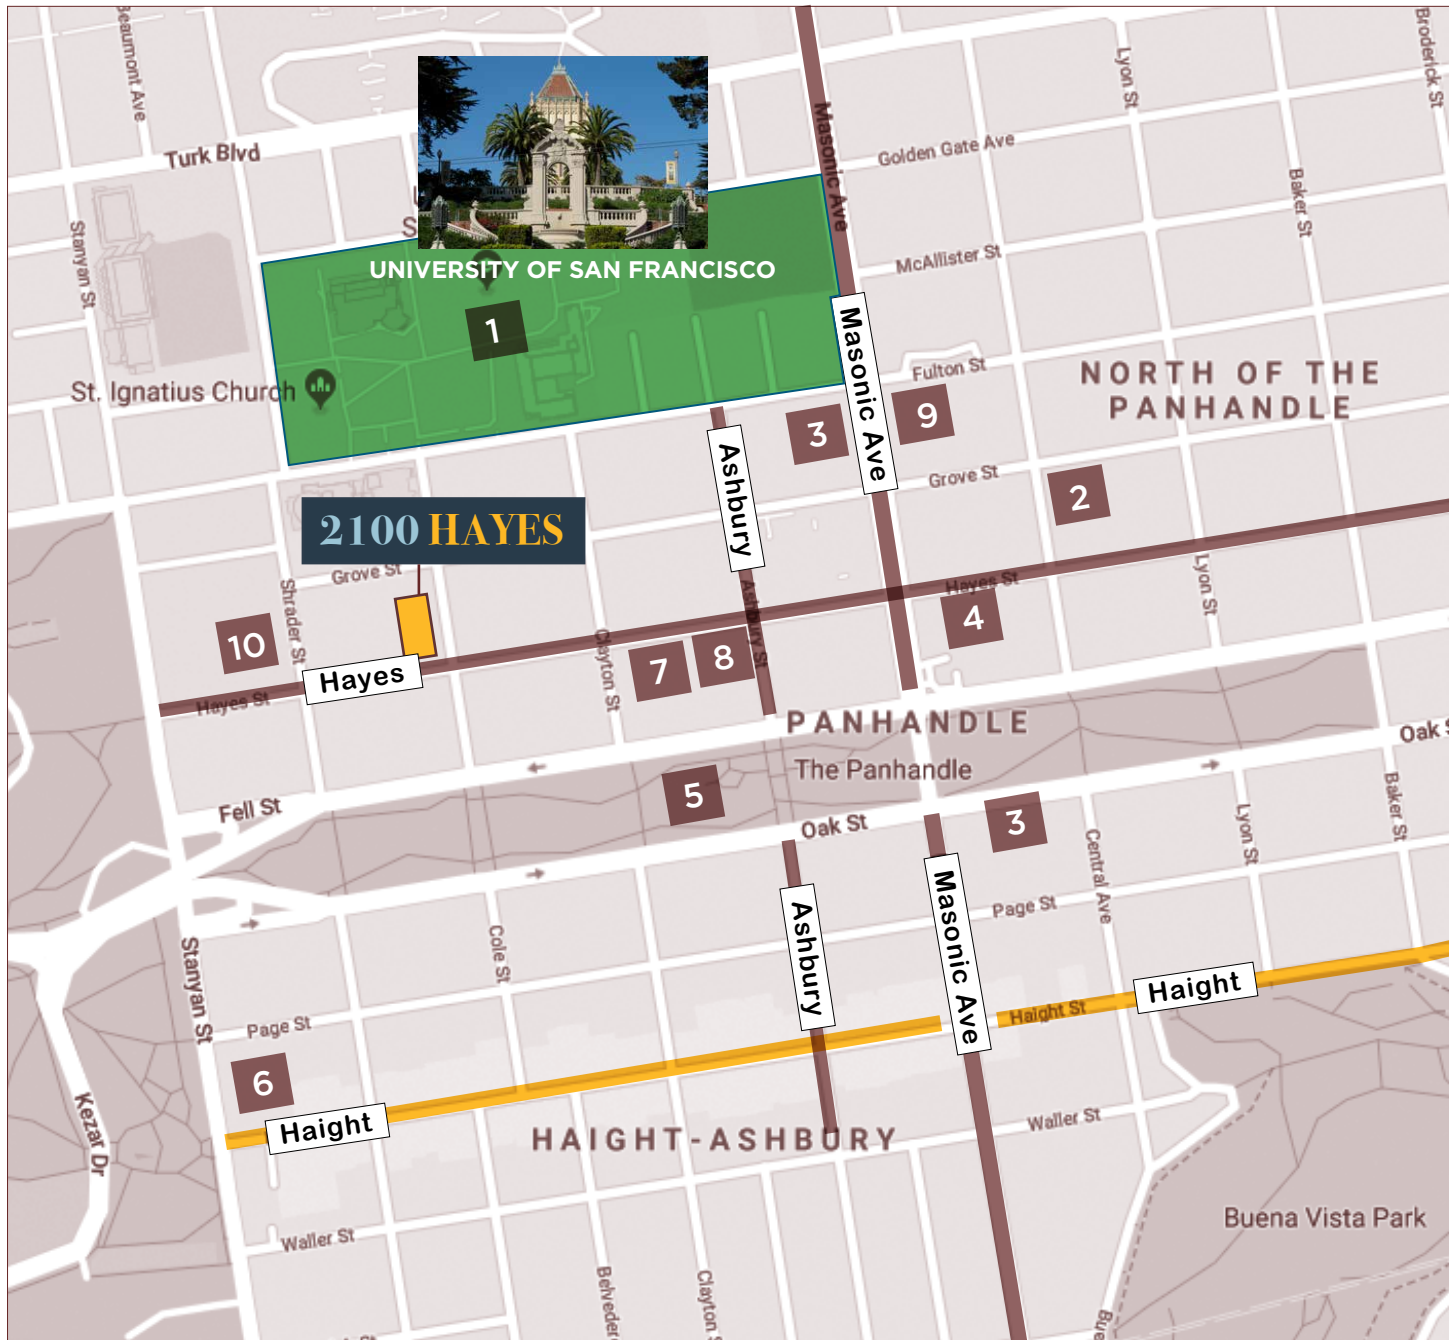 Beaumont Ave
Lyon St
Broderick St
Masonic Ave
Turk Blvd
Golden Gate Ave
Baker St
Stanyan St
McAllister St
UNIVERSITY OF SAN FRANCISCO
1
Masonic Ave
St. Ignatius Church
Fulton St
NORTH OF THE
PANHANDLE
3
9
Ashbury
Grove St
2
2100 HAYES
Grove St
Hayes St
Lyon St
Shrader St
Ashbury St
4
10
Clayton St
7
8
Hayes
Hayes St
PANHANDLE
Oak S
The Panhandle
5
Fell St
Oak St
3
Baker St
Lyon St
Central Ave
Masonic Ave
Ashbury
Page St
Cole St
Stanyan St
Haight
Haight St
Page St
6
Kezar Dr
Haight
Waller St
HAIGHT-ASHBURY
Buena Vista Park
Waller St
Belveder
Clayton S
Bue